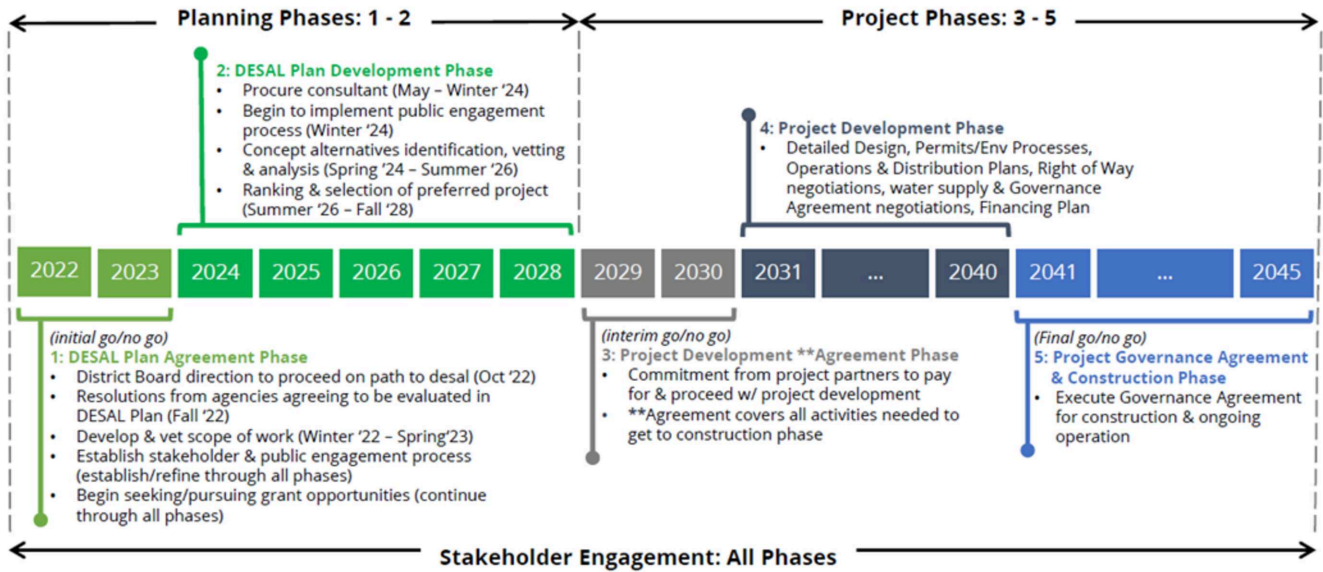 Planning Phases: 1 - 2
Project Phases: 3 - 5
2: DESAL Plan Development Phase
• Procure consultant (May – Winter ‘24)
• Begin to implement public engagement
process (Winter ‘24)
• Concept alternatives identification, vetting
& analysis (Spring ‘24 – Summer ‘26)
• Ranking & selection of preferred project
(Summer ‘26 – Fall ‘28)
4: Project Development Phase
• Detailed Design, Permits/Env Processes,
Operations & Distribution Plans, Right of Way
negotiations, water supply & Governance
Agreement negotiations, Financing Plan
2022 2023 2024 2025 2026 2027 2028 2029 2030 2031 ... 2040 2041 ... 2045
(initial go/no go)
1: DESAL Plan Agreement Phase
• District Board direction to proceed on path to desal (Oct ‘22)
• Resolutions from agencies agreeing to be evaluated in
DESAL Plan (Fall ‘22)
• Develop & vet scope of work (Winter ‘22 – Spring‘23)
• Establish stakeholder & public engagement process
(establish/refine through all phases)
• Begin seeking/pursuing grant opportunities (continue
through all phases)
(interim go/no go)
3: Project Development **Agreement Phase
• Commitment from project partners to pay
for & proceed w/ project development
• **Agreement covers all activities needed to
get to construction phase
(Final go/no go)
5: Project Governance Agreement
& Construction Phase
• Execute Governance Agreement
for construction & ongoing
operation
Stakeholder Engagement: All Phases